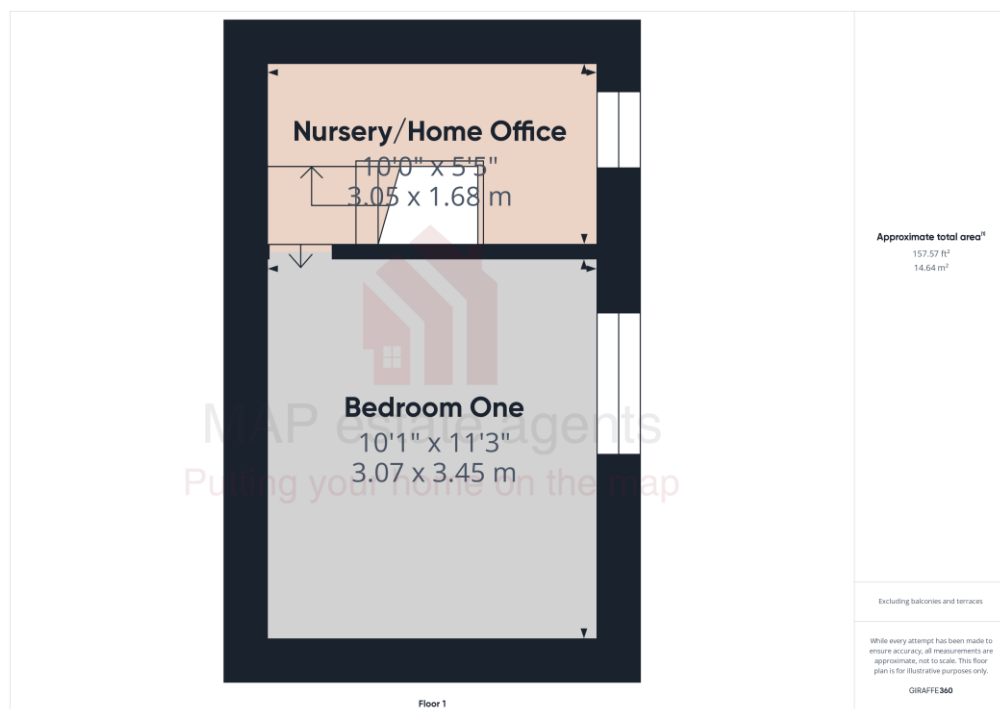 Nursery/Home Office
10'0" x 5'5"
3.05 x 1.68 m
Bedroom One
10'1" x 11'3"
3.07 x 3.45 m
MAP estate agents
Putting your home on the map
Floor 1
Approximate total area⁽¹⁾
157.57 ft²
14.64 m²
Excluding balconies and terraces
While every attempt has been made to
ensure accuracy, all measurements are
approximate, not to scale. This floor
plan is for illustrative purposes only.
GIRAFFE360